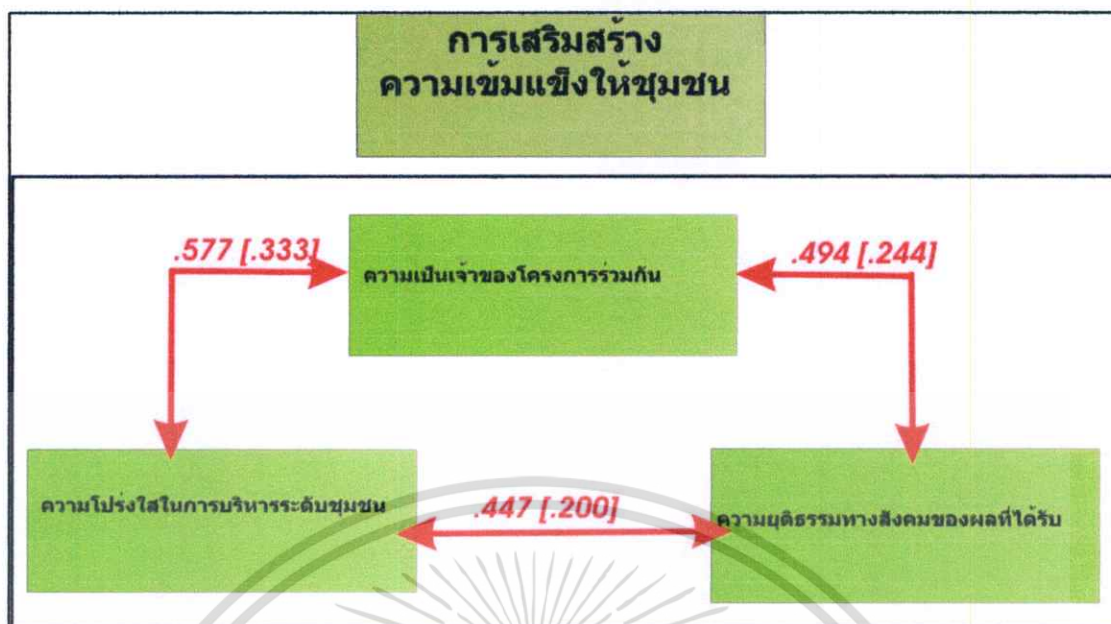 การเสริมสร้าง
ความเข้มแข็งให้ชุมชน
.577 [.333]
.494 [.244]
ความเป็นเจ้าของโครงการร่วมกัน
ความโปร่งใสในการบริหารระดับชุมชน
.447 [.200]
ความยุติธรรมทางสังคมของผลที่ได้รับ